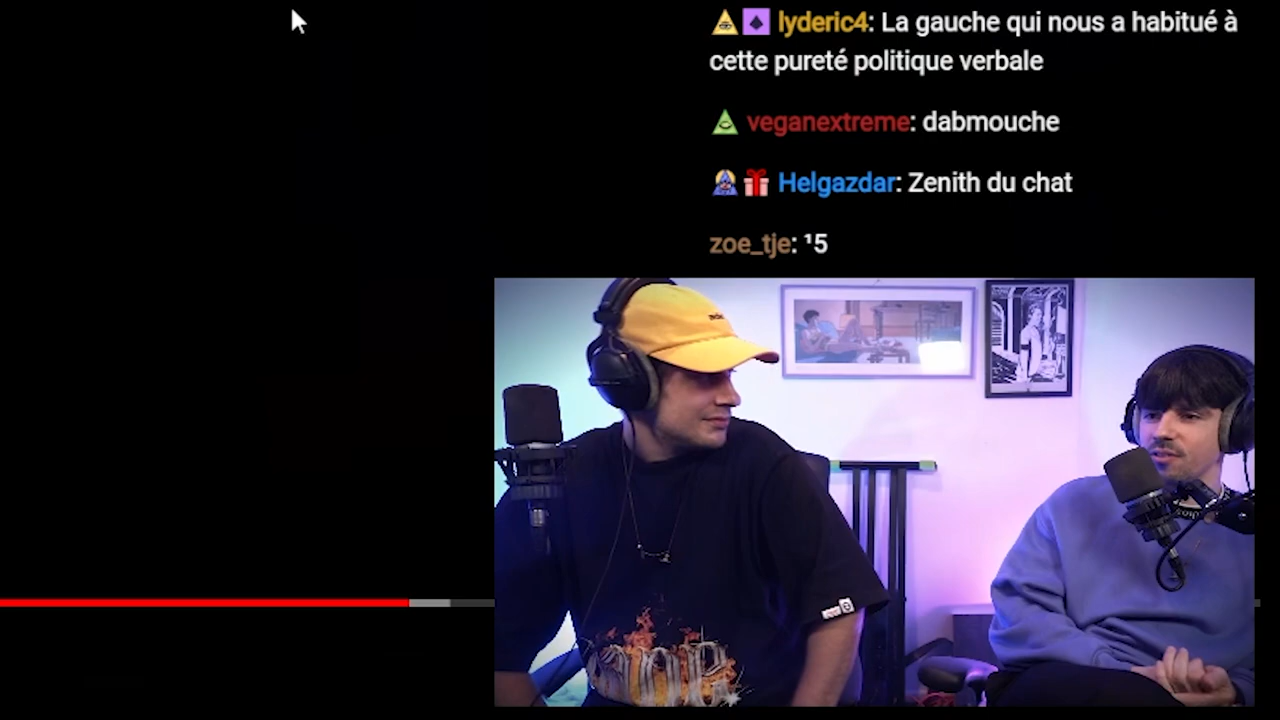 lyderic4: La gauche qui nous a habitué à
cette pureté politique verbale
veganextreme: dabmouche
Helgazdar: Zenith du chat
zoe_tje: ¹5